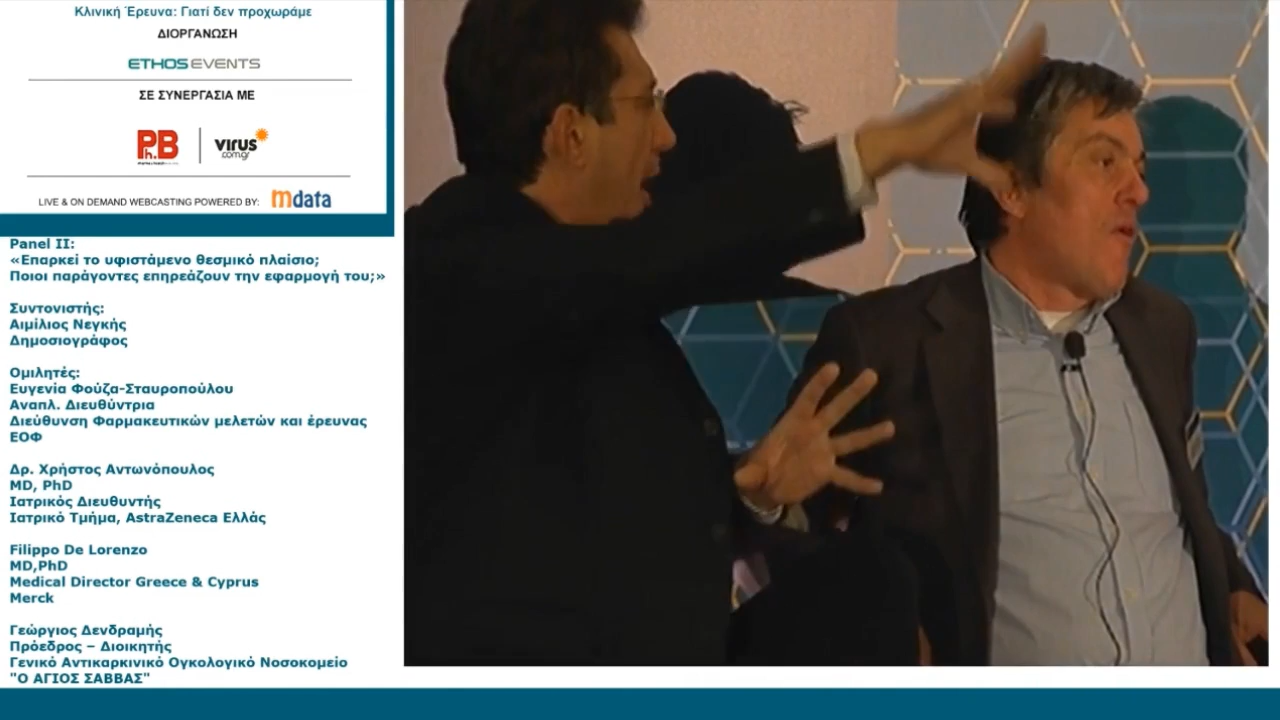 Κλινική Έρευνα: Γιατί δεν προχωράμε
ΔΙΟΡΓΑΝΩΣΗ
ETHOS EVENTS
ΣΕ ΣΥΝΕΡΓΑΣΙΑ ΜΕ
Ph.B
virus
.com.gr
LIVE & ON DEMAND WEBCASTING POWERED BY: mdata
Panel II:
«Επαρκεί το υφιστάμενο θεσμικό πλαίσιο;
Ποιοι παράγοντες επηρεάζουν την εφαρμογή του;»
Συντονιστής:
Αιμίλιος Νεγκής
Δημοσιογράφος
Ομιλητές:
Ευγενία Φούζα-Σταυροπούλου
Αναπλ. Διευθύντρια
Διεύθυνση Φαρμακευτικών μελετών και έρευνας
ΕΟΦ
Δρ. Χρήστος Αντωνόπουλος
MD, PhD
Ιατρικός Διευθυντής
Ιατρικό Τμήμα, AstraZeneca Ελλάς
Filippo De Lorenzo
MD,PhD
Medical Director Greece & Cyprus
Merck
Γεώργιος Δενδραμής
Πρόεδρος – Διοικητής
Γενικό Αντικαρκινικό Ογκολογικό Νοσοκομείο
"Ο ΑΓΙΟΣ ΣΑΒΒΑΣ"